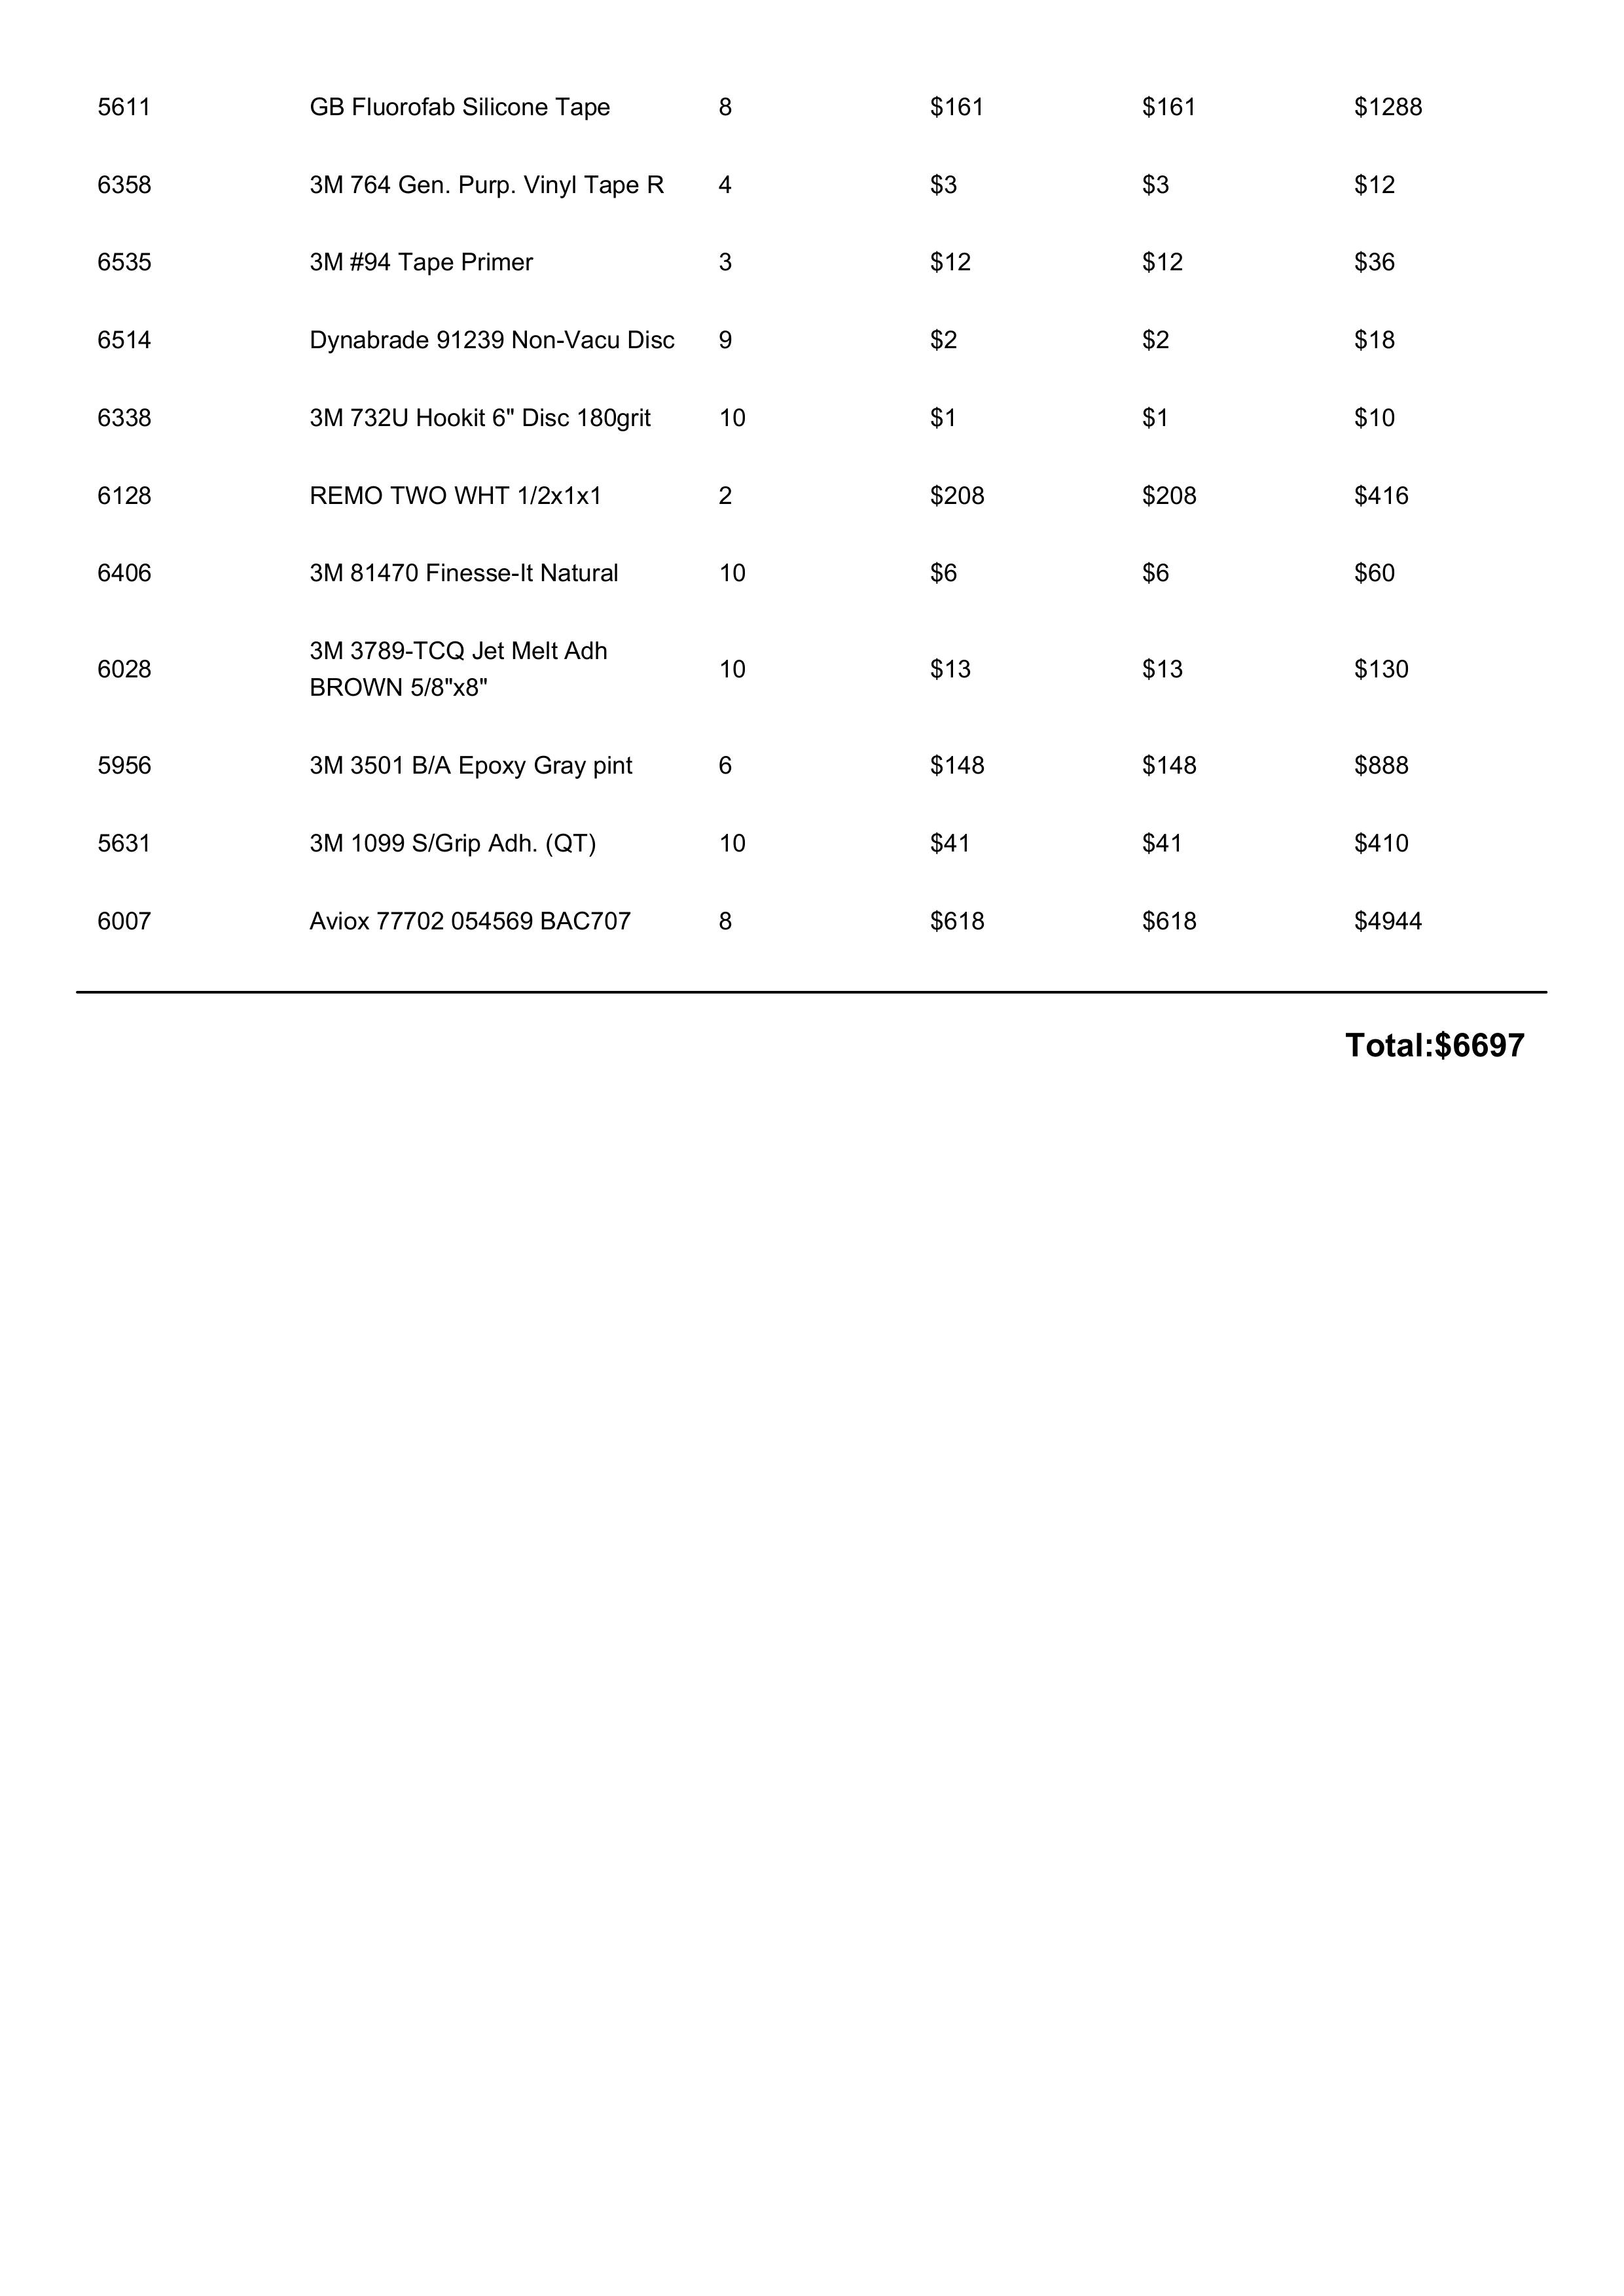 5611 GB Fluorofab Silicone Tape 8 $161 $161 $1288
6358 3M 764 Gen. Purp. Vinyl Tape R 4 $3 $3 $12
6535 3M #94 Tape Primer 3 $12 $12 $36
6514 Dynabrade 91239 Non-Vacu Disc 9 $2 $2 $18
6338 3M 732U Hookit 6" Disc 180grit 10 $1 $1 $10
6128 REMO TWO WHT 1/2x1x1 2 $208 $208 $416
6406 3M 81470 Finesse-It Natural 10 $6 $6 $60
6028 3M 3789-TCQ Jet Melt Adh 10 $13 $13 $130
BROWN 5/8"x8"
5956 3M 3501 B/A Epoxy Gray pint 6 $148 $148 $888
5631 3M 1099 S/Grip Adh. (QT) 10 $41 $41 $410
6007 Aviox 77702 054569 BAC707 8 $618 $618 $4944
Total:$6697